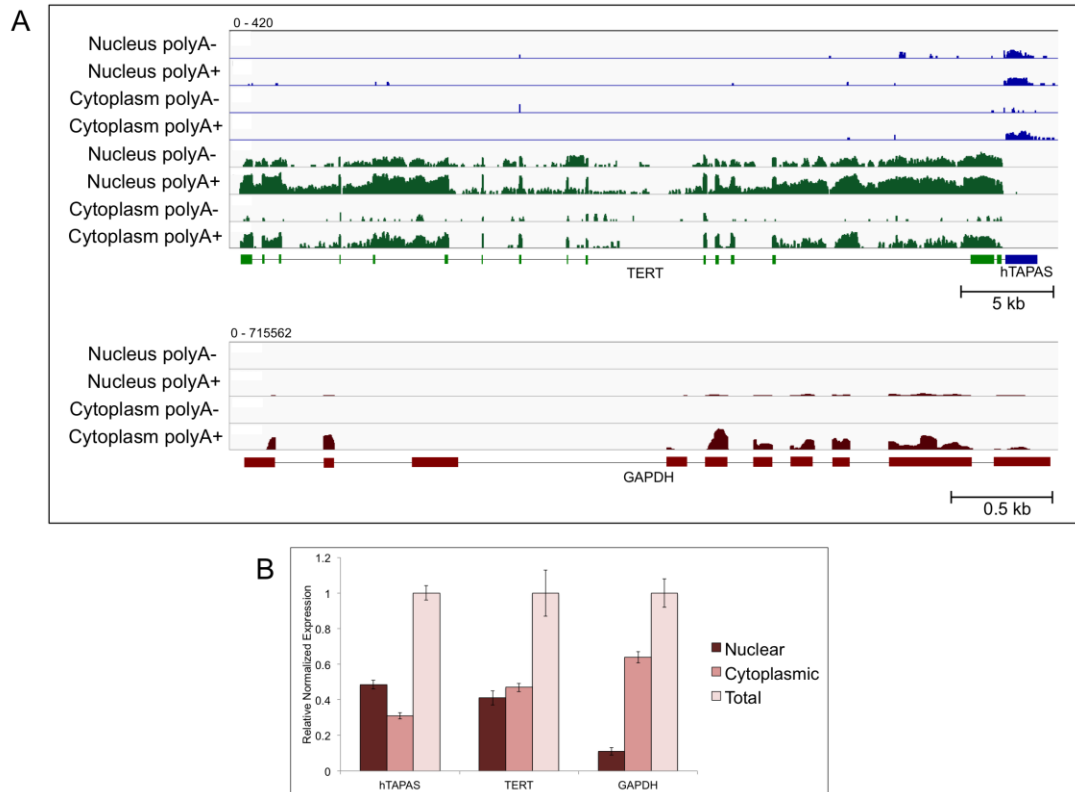 A
0 - 420
Nucleus polyA-
Nucleus polyA+
Cytoplasm polyA-
Cytoplasm polyA+
Nucleus polyA-
Nucleus polyA+
Cytoplasm polyA-
Cytoplasm polyA+
TERT
hTAPAS
5 kb
0 - 715562
Nucleus polyA-
Nucleus polyA+
Cytoplasm polyA-
Cytoplasm polyA+
GAPDH
0.5 kb
B
Relative Normalized Expression
1.2
1
0.8
0.6
0.4
0.2
0
hTAPAS
TERT
GAPDH
Nuclear
Cytoplasmic
Total